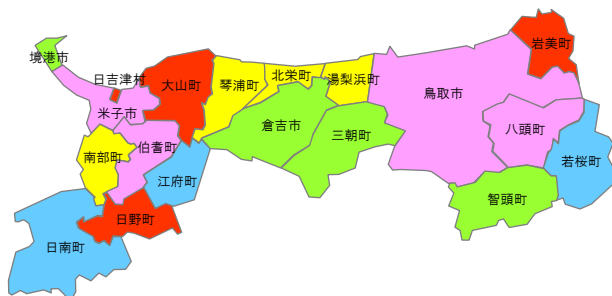 岩美町
境港市
日吉津村
大山町
琴浦町
北栄町
湯梨浜町
鳥取市
米子市
倉吉市
三朝町
八頭町
南部町
伯耆町
若桜町
江府町
智頭町
日野町
日南町